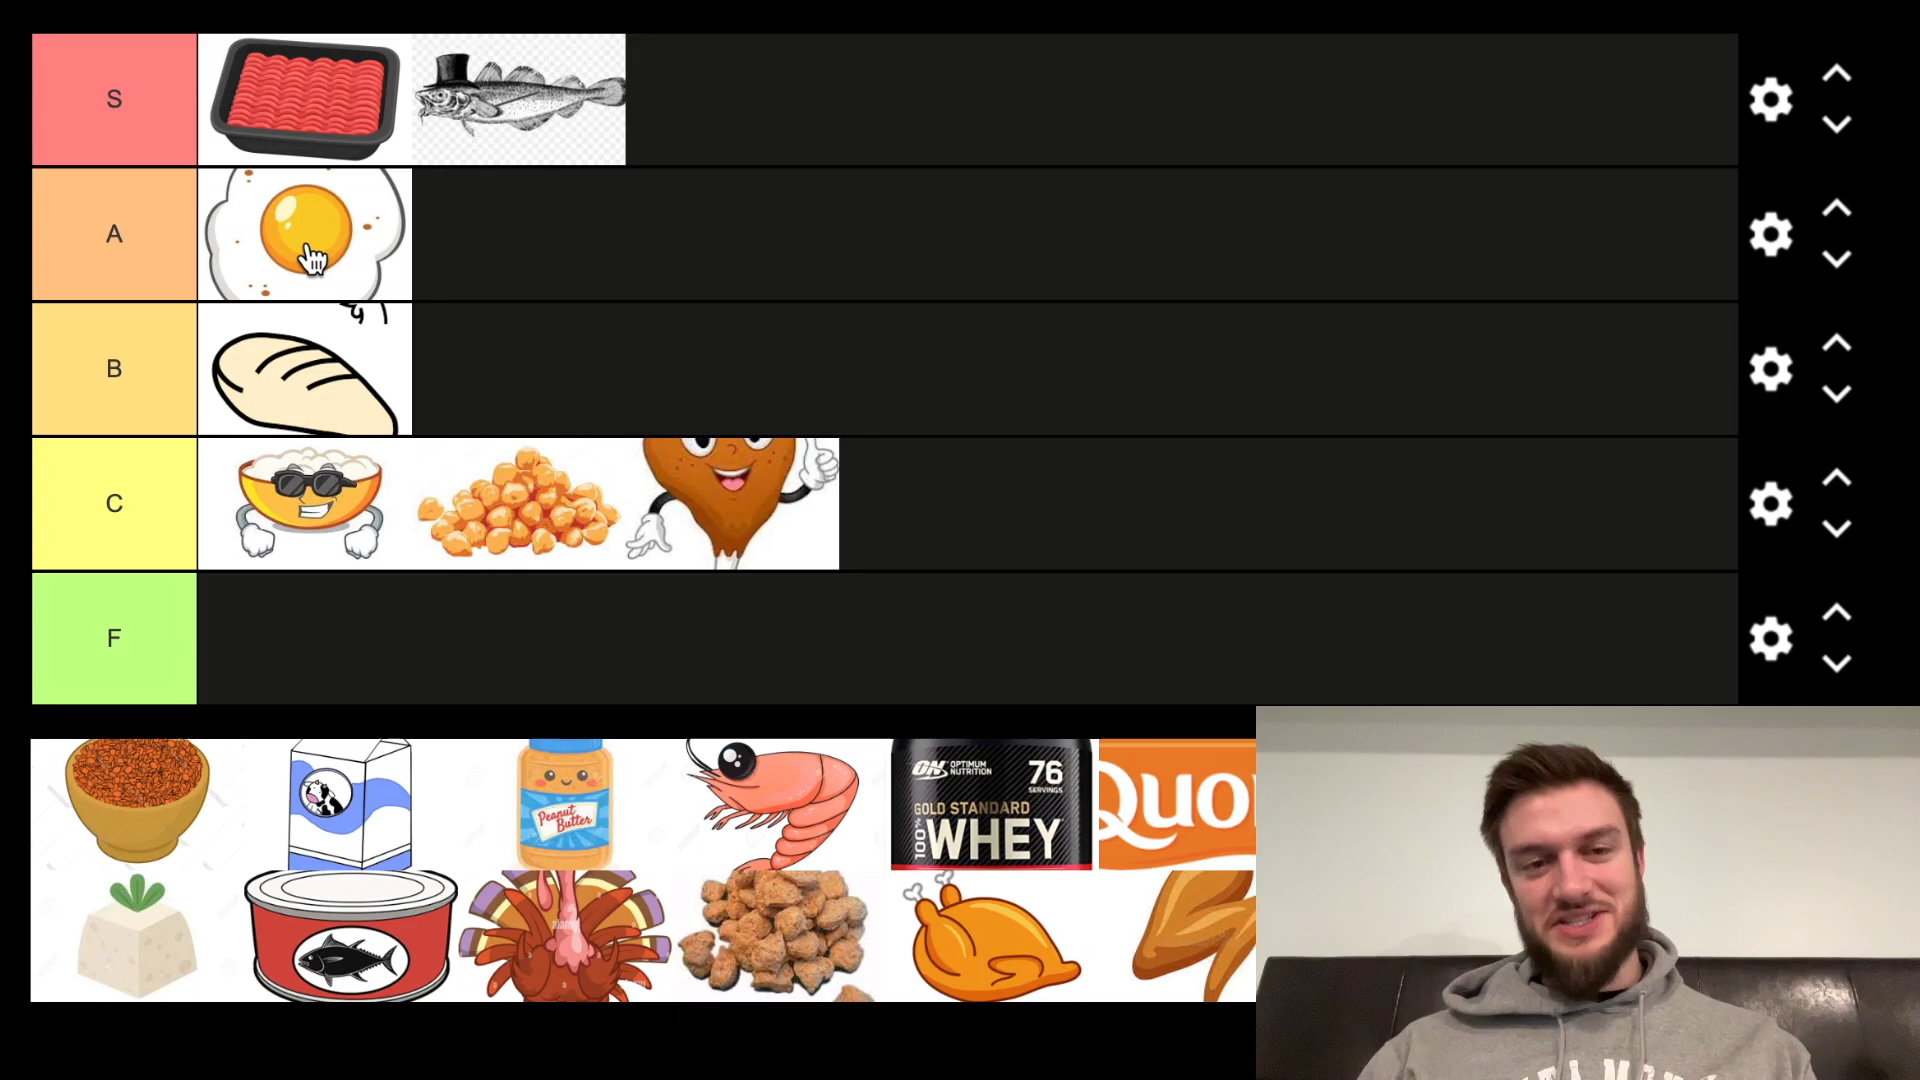 S
A
B
C
F
Peanut
Butter
ON OPTIMUM
NUTRITION
76
SERVINGS
GOLD STANDARD
100%
WHEY
Quo